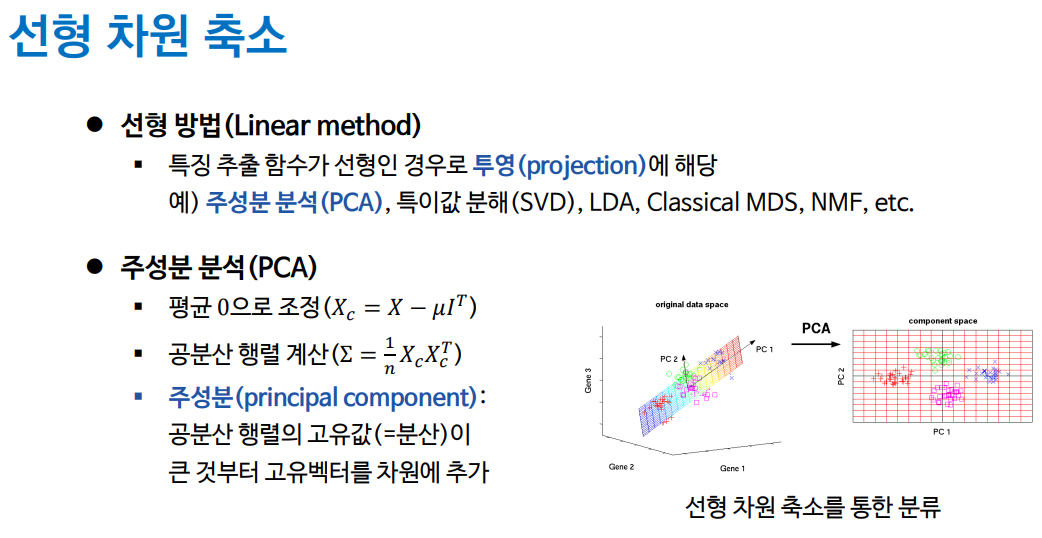 선형 차원 축소
● 선형 방법(Linear method)
▪ 특징 추출 함수가 선형인 경우로 투영(projection)에 해당
예) 주성분 분석(PCA), 특이값 분해(SVD), LDA, Classical MDS, NMF, etc.
● 주성분 분석(PCA)
▪ 평균 0으로 조정(X_c = X − μI^T)
▪ 공분산 행렬 계산(Σ = 1/n X_c X_c^T)
▪ 주성분(principal component):
공분산 행렬의 고유값(=분산)이
큰 것부터 고유벡터를 차원에 추가
original data space
PC 1
PC 2
Gene 3
Gene 2
Gene 1
PCA
component space
PC 2
PC 1
선형 차원 축소를 통한 분류